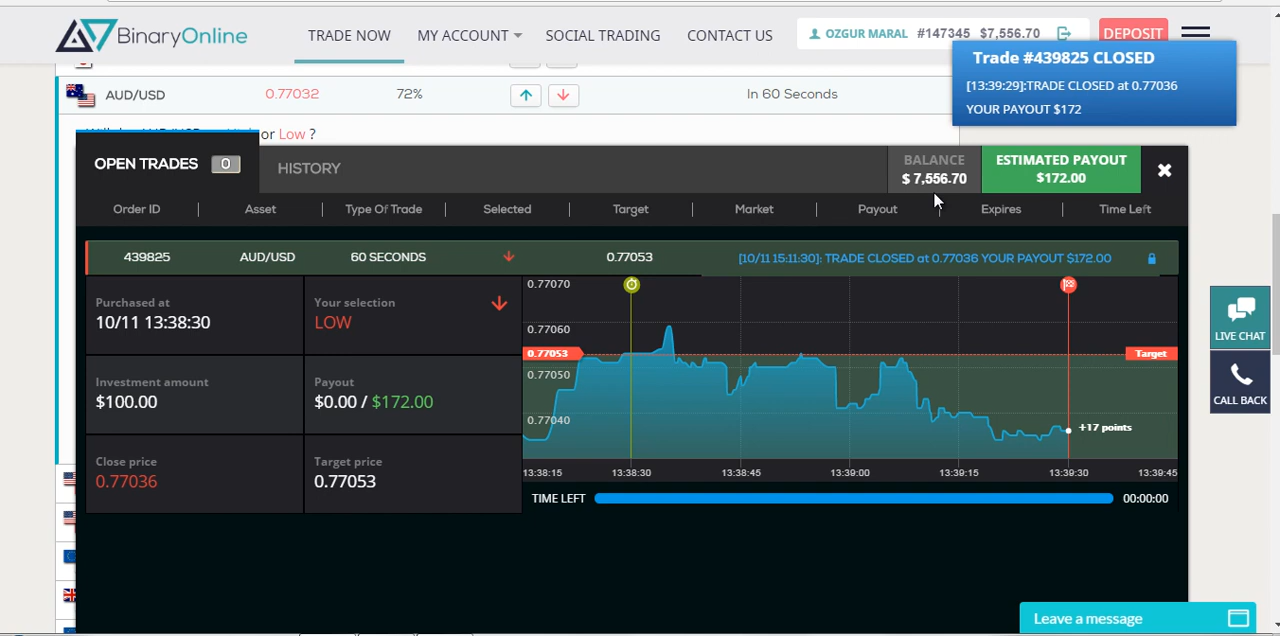 BinaryOnline
TRADE NOW
MY ACCOUNT
SOCIAL TRADING
CONTACT US
OZGUR MARAL #147345 $7,556.70
DEPOSIT
Trade #439825 CLOSED
[13:39:29]:TRADE CLOSED at 0.77036
YOUR PAYOUT $172
AUD/USD 0.77032 72% In 60 Seconds
or Low ?
OPEN TRADES 0
HISTORY
BALANCE
$ 7,556.70
ESTIMATED PAYOUT
$172.00
Order ID Asset Type Of Trade Selected Target Market Payout Expires Time Left
439825 AUD/USD 60 SECONDS 0.77053 [10/11 15:11:30]: TRADE CLOSED at 0.77036 YOUR PAYOUT $172.00
Purchased at
10/11 13:38:30
Your selection
LOW
Investment amount
$100.00
Payout
$0.00 / $172.00
Close price
0.77036
Target price
0.77053
0.77070
0.77060
0.77053
Target
0.77050
0.77040
+17 points
13:38:15 13:38:30 13:38:45 13:39:00 13:39:15 13:39:30 13:39:45
TIME LEFT 00:00:00
LIVE CHAT
CALL BACK
Leave a message